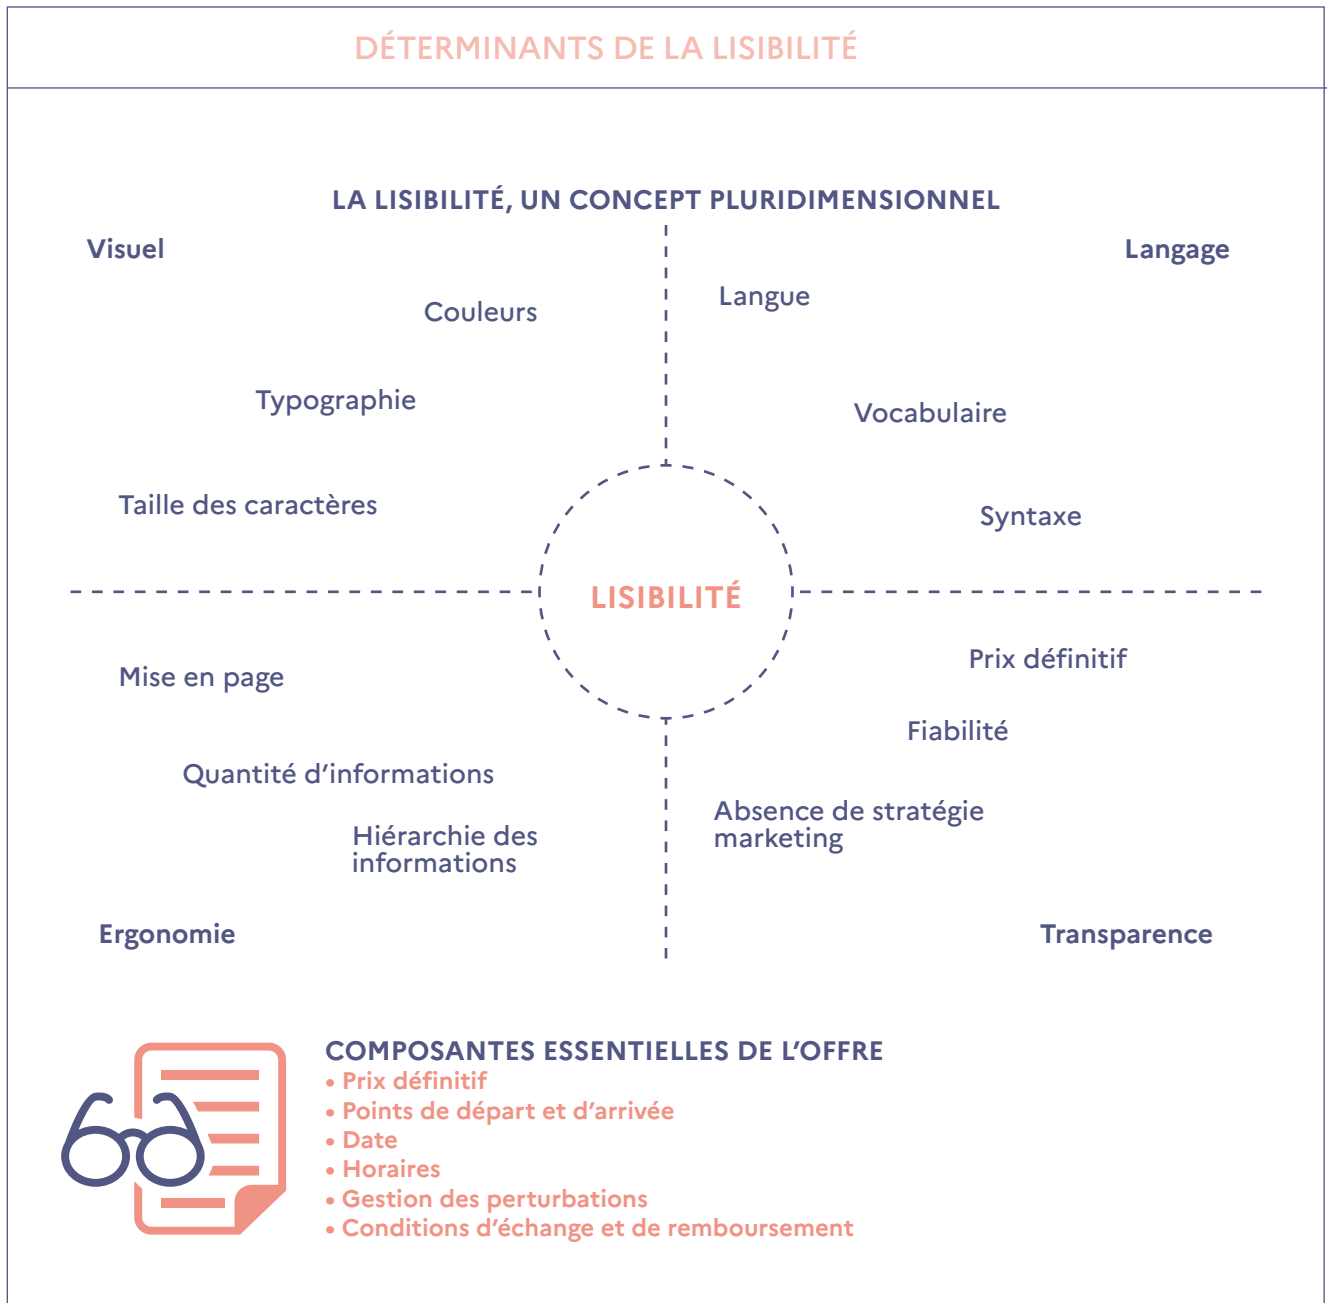 DÉTERMINANTS DE LA LISIBILITÉ
LA LISIBILITÉ, UN CONCEPT PLURIDIMENSIONNEL
Visuel
Couleurs
Typographie
Taille des caractères
Langage
Langue
Vocabulaire
Syntaxe
LISIBILITÉ
Mise en page
Quantité d’informations
Hiérarchie des
informations
Ergonomie
Prix définitif
Fiabilité
Absence de stratégie
marketing
Transparence
COMPOSANTES ESSENTIELLES DE L’OFFRE
• Prix définitif
• Points de départ et d’arrivée
• Date
• Horaires
• Gestion des perturbations
• Conditions d’échange et de remboursement